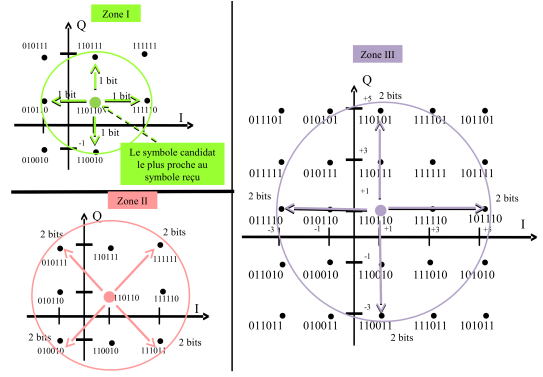 Zone I
Q
010111 110111 111111
1 bit
1 bit 1 bit
010110 110110 111110
I
1 bit
-1
010010 110010
Le symbole candidat
le plus proche au
symbole reçu
Zone II
Q
2 bits 2 bits
010111 111111
010110 110110 111110
I
2 bits 2 bits
010010 110010 111011
Zone III
Q
+5 2 bits
011101 010101 110101 111101 101101
+3
011111 010111 110111 111111 101111
2 bits +1 2 bits
011110 010110 110110 111110 101110
I
-3 -1 +1 +3 +5
-1
011010 010010 110010 111010 101010
-3
011011 010011 110011 111011 101011
2 bits